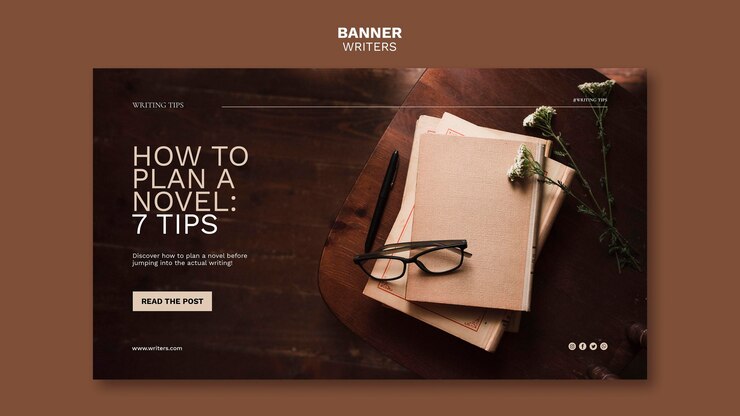 BANNER
WRITERS
WRITING TIPS
#WRITING TIPS
HOW TO
PLAN A
NOVEL:
7 TIPS
Discover how to plan a novel before
jumping into the actual writing!
READ THE POST
www.writers.com